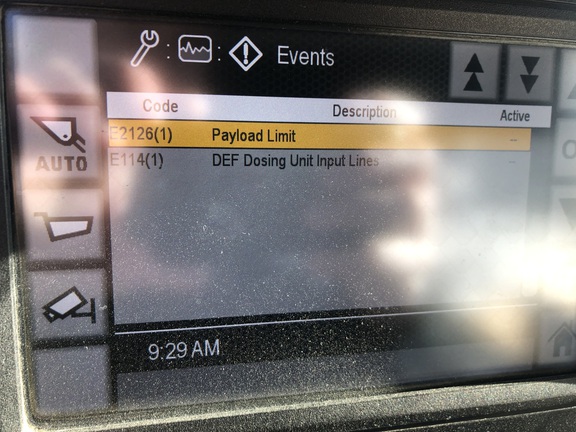 : : Events
Code Description Active
E2126(1) Payload Limit ---
E114(1) DEF Dosing Unit Input Lines ---
AUTO
9:29 AM